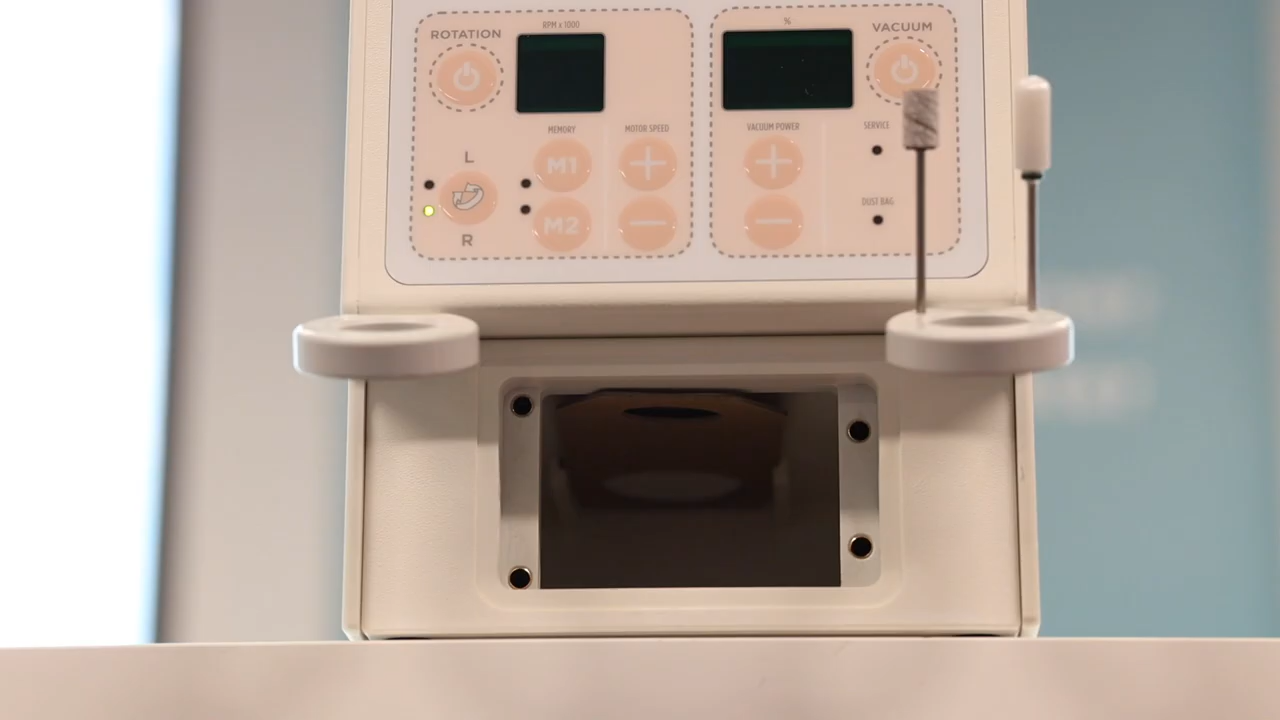 ROTATION
RPM x 1000
%
VACUUM
MEMORY
MOTOR SPEED
VACUUM POWER
SERVICE
L
M1
+
+
R
M2
−
−
DUST BAG